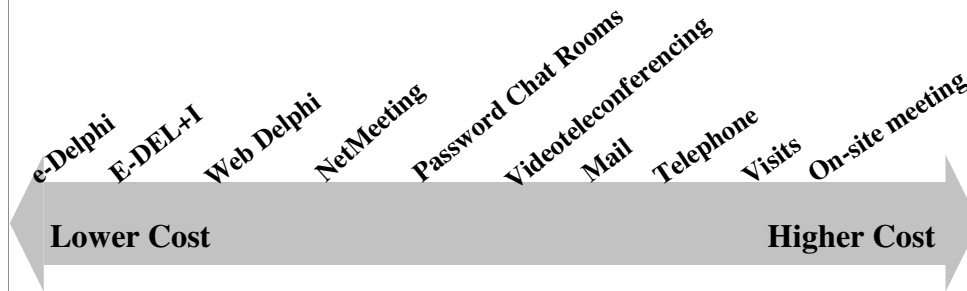 e-Delphi
E-DEL+I
Web Delphi
NetMeeting
Password Chat Rooms
Videoteleconferencing
Mail
Telephone
Visits
On-site meeting
Lower Cost
Higher Cost